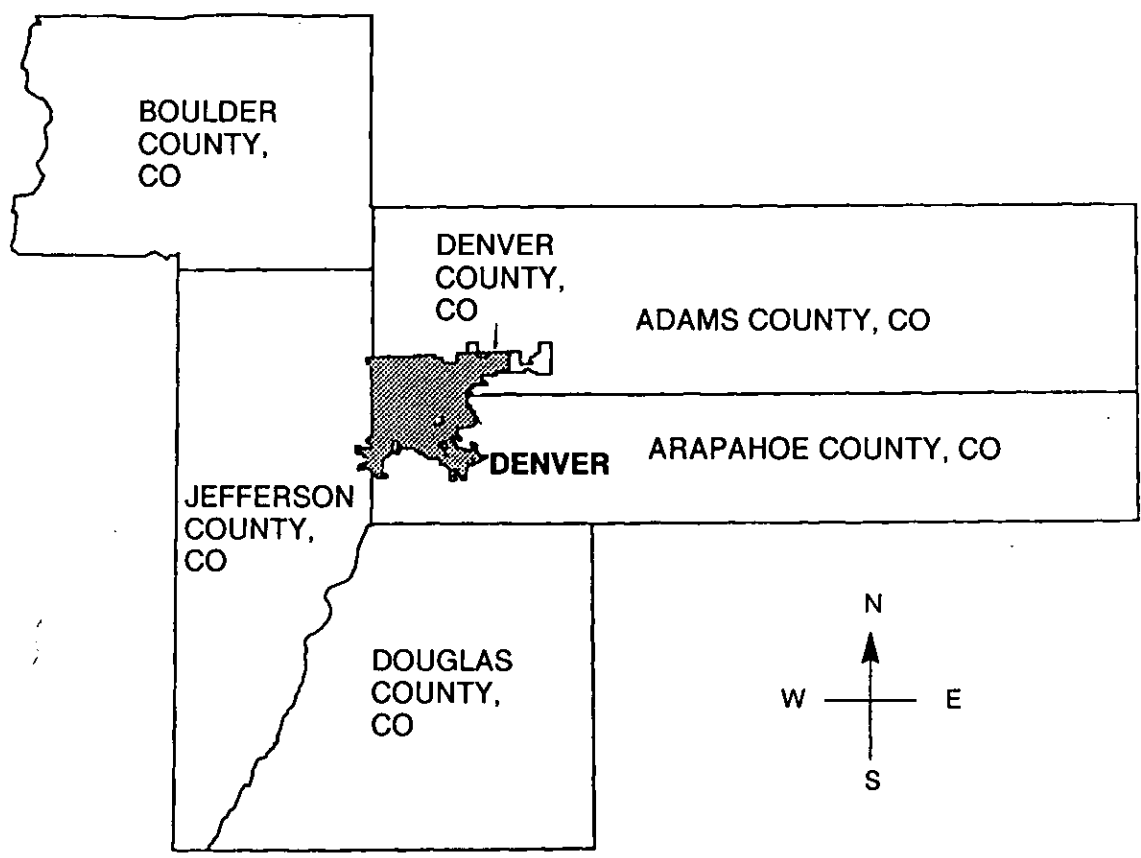 BOULDER
COUNTY,
CO
DENVER
COUNTY,
CO
ADAMS COUNTY, CO
ARAPAHOE COUNTY, CO
DENVER
JEFFERSON
COUNTY,
CO
DOUGLAS
COUNTY,
CO
N
W E
S